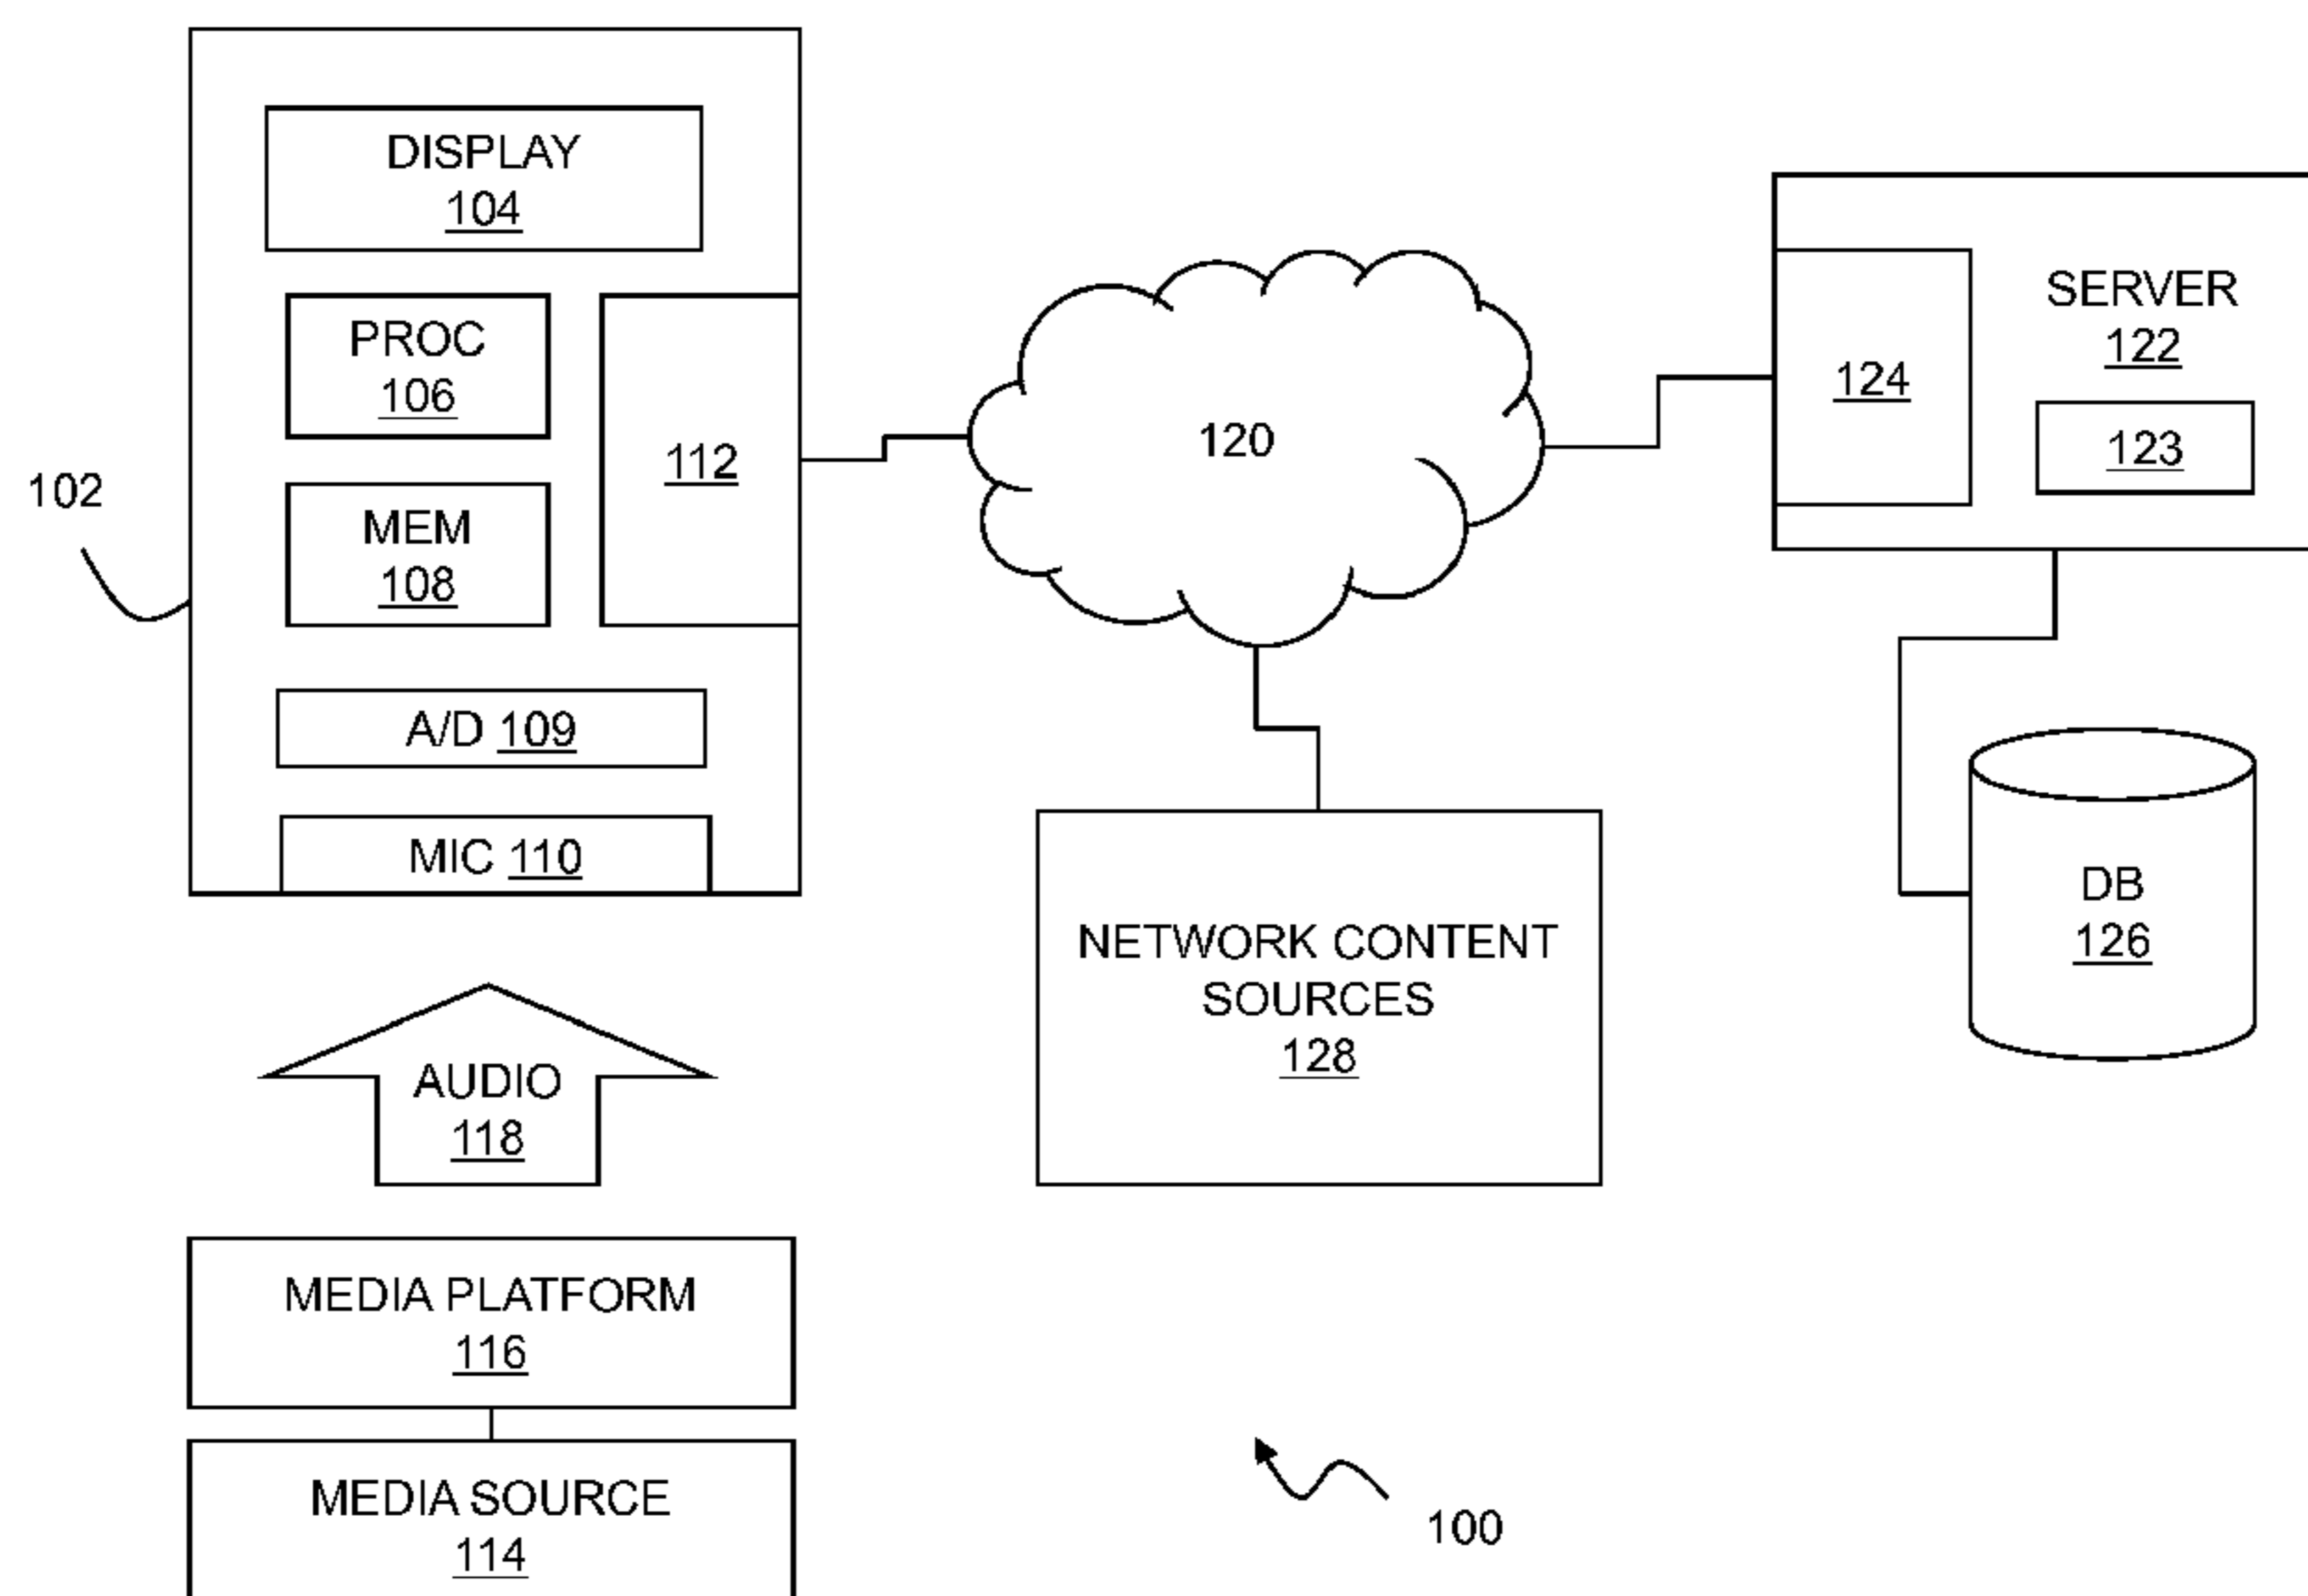 DISPLAY
104
PROC
106
112
MEM
108
102
A/D 109
MIC 110
AUDIO
118
MEDIA PLATFORM
116
MEDIA SOURCE
114
120
NETWORK CONTENT
SOURCES
128
SERVER
122
124
123
DB
126
100